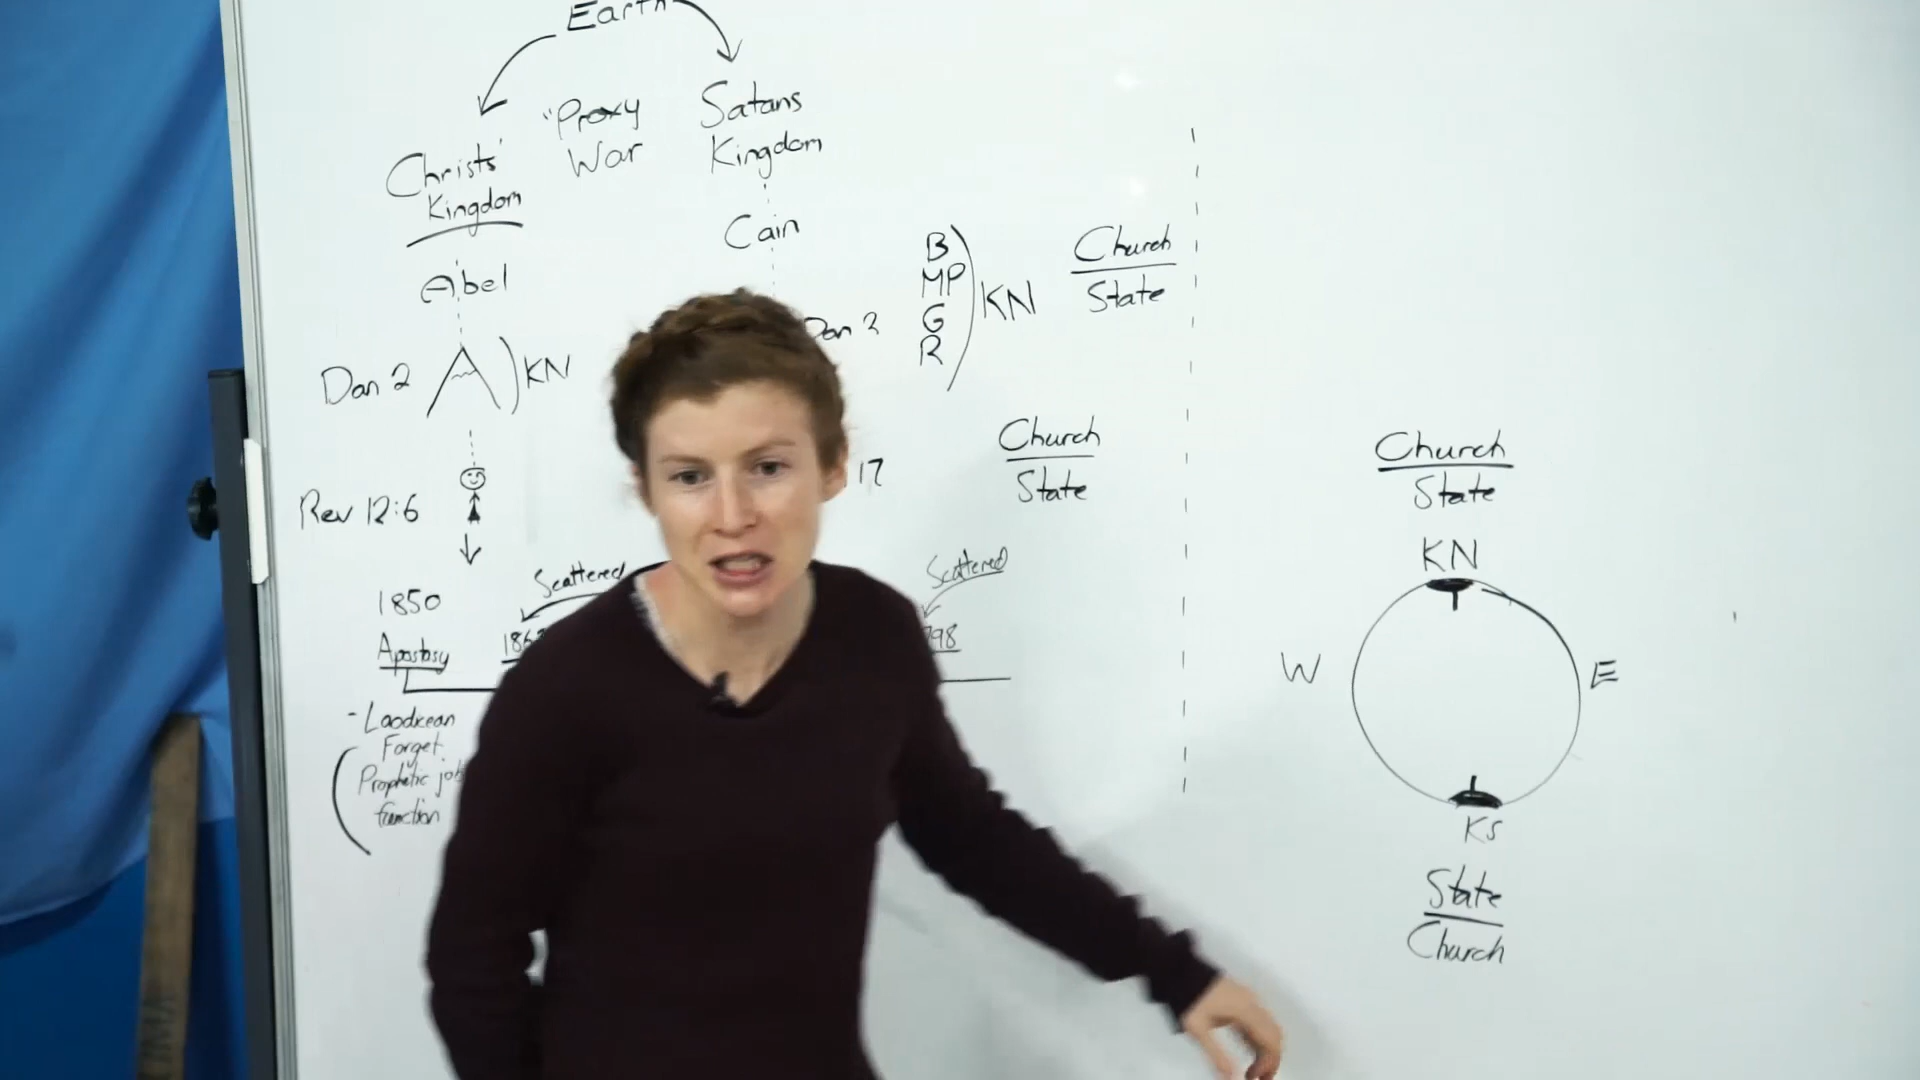 Earth
"Proxy
War
Satans
Kingdom
Christs'
Kingdom
Cain
Abel
B
MP
G
R
KN
Church
State
Dan 2
KN
Church
State
17
Rev 12:6
Scattered
Scattered
1850
Apostasy
98
- Laodicean
Forget
Prophetic job
function
Church
State
KN
W
E
KS
State
Church